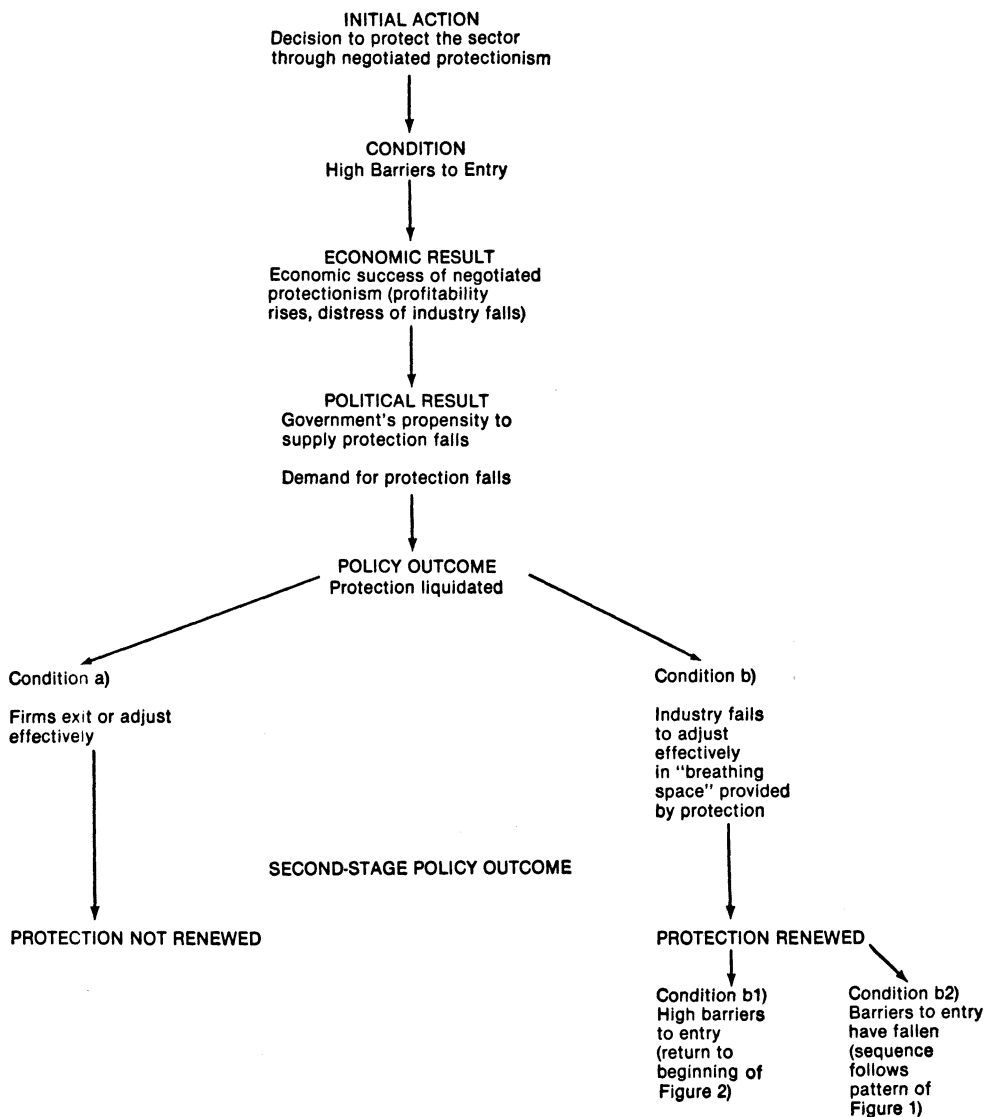 INITIAL ACTION
Decision to protect the sector
through negotiated protectionism
CONDITION
High Barriers to Entry
ECONOMIC RESULT
Economic success of negotiated
protectionism (profitability
rises, distress of industry falls)
POLITICAL RESULT
Government's propensity to
supply protection falls
Demand for protection falls
POLICY OUTCOME
Protection liquidated
Condition a)
Firms exit or adjust
effectively
Condition b)
Industry fails
to adjust
effectively
in "breathing
space" provided
by protection
SECOND-STAGE POLICY OUTCOME
PROTECTION NOT RENEWED
PROTECTION RENEWED
Condition b1)
High barriers
to entry
(return to
beginning of
Figure 2)
Condition b2)
Barriers to entry
have fallen
(sequence
follows
pattern of
Figure 1)